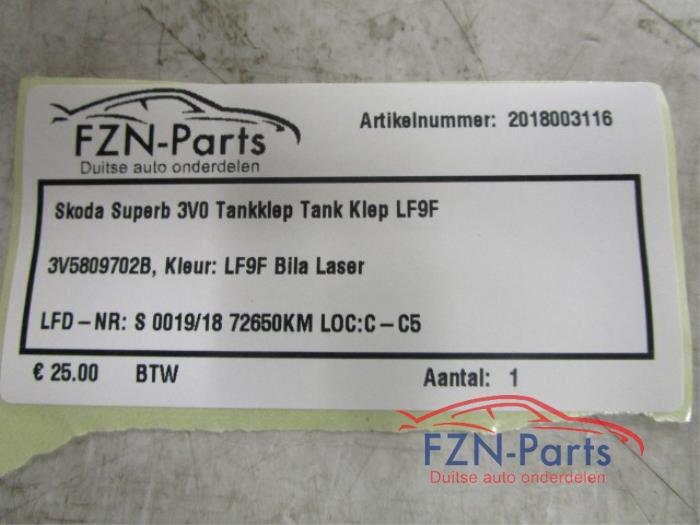 FZN-Parts
Duitse auto onderdelen
Artikelnummer: 2018003116
Skoda Superb 3V0 Tankklep Tank Klep LF9F
3V5809702B, Kleur: LF9F Bila Laser
LFD-NR: S 0019/18 72650KM LOC:C-C5
€ 25.00 BTW Aantal: 1
FZN-Parts
Duitse auto onderdelen